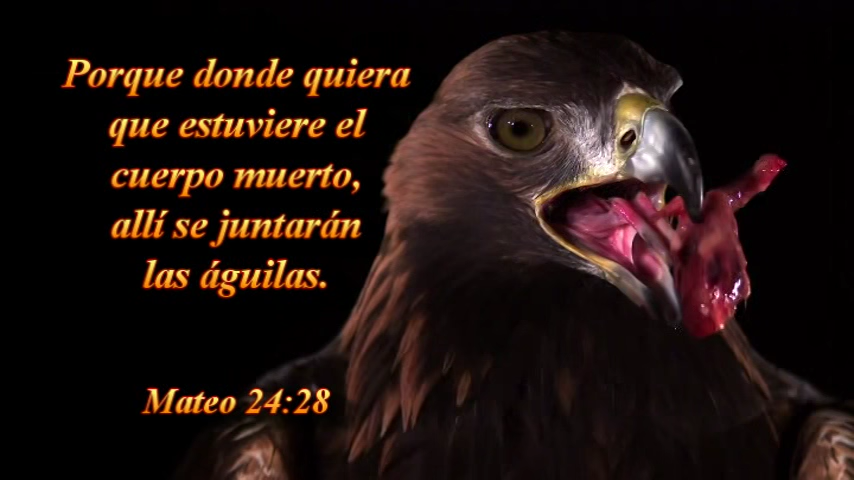 Porque donde quiera
que estuviere el
cuerpo muerto,
allí se juntarán
las águilas.
Mateo 24:28